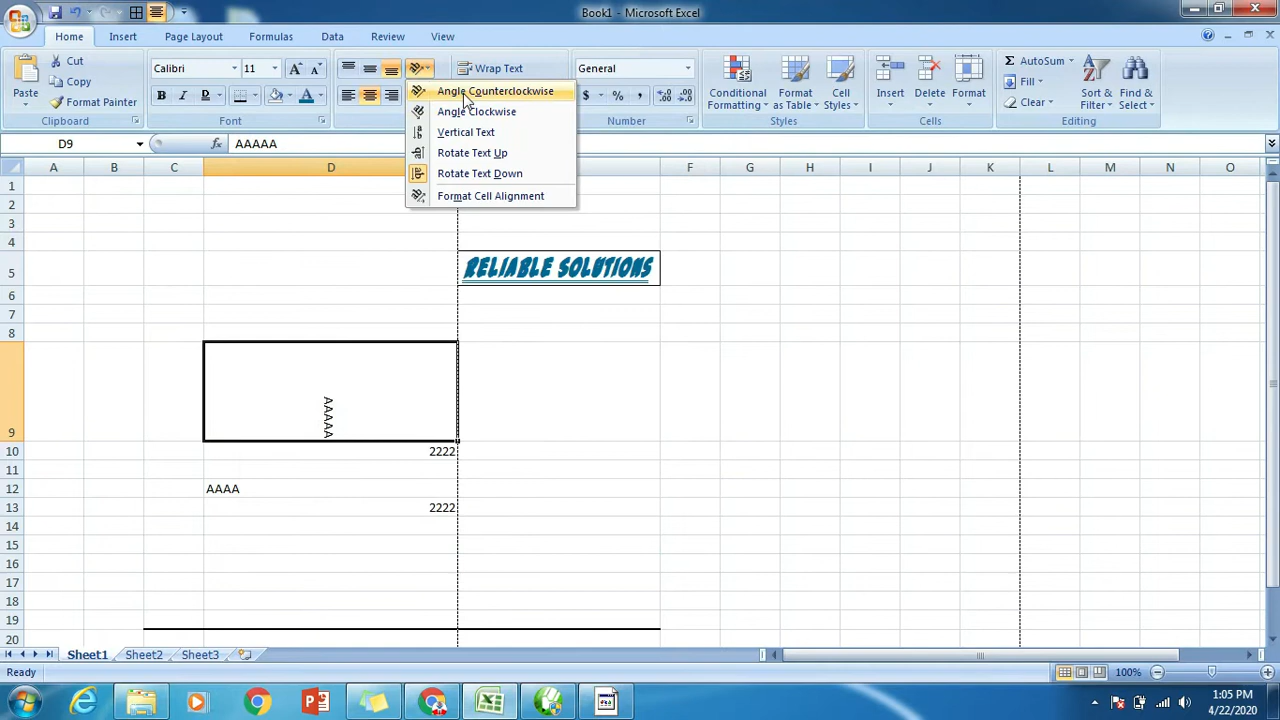 Book1 - Microsoft Excel
Home Insert Page Layout Formulas Data Review View
Paste Cut Copy Format Painter
Calibri 11 A A Wrap Text General
B I A $ % , .0 .00 .00 .0
Conditional Formatting Format as Table Cell Styles Insert Delete Format
Σ AutoSum Fill Clear Sort & Filter Find & Select
Clipboard Font Number Styles Cells Editing
Angle Counterclockwise
Angle Clockwise
Vertical Text
Rotate Text Up
Rotate Text Down
Format Cell Alignment
D9 fx AAAAA
A B C D F G H I J K L M N O
1
2
3
4
5 RELIABLE SOLUTIONS
6
7
8
9 AAAAA
10 2222
11
12 AAAA
13 2222
14
15
16
17
18
19
20
Sheet1 Sheet2 Sheet3
Ready 100%
1:05 PM
4/22/2020